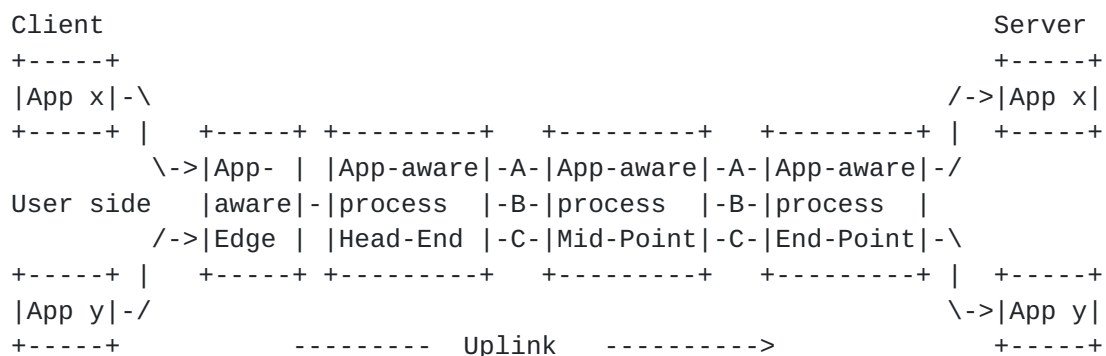 Client                                                     Server
+-----+                                                    +-----+
|App x|-\                                                /->|App x|
+-----+ |   +-----+ +---------+   +---------+   +---------+ |  +-----+
         \->|App- | |App-aware|-A-|App-aware|-A-|App-aware|-/
User side   |aware|-|process  |-B-|process  |-B-|process  |
         /->|Edge | |Head-End |-C-|Mid-Point|-C-|End-Point|-\
+-----+ |   +-----+ +---------+   +---------+   +---------+ |  +-----+
|App y|-/                                                \->|App y|
+-----+           --------- Uplink   ---------->             +-----+